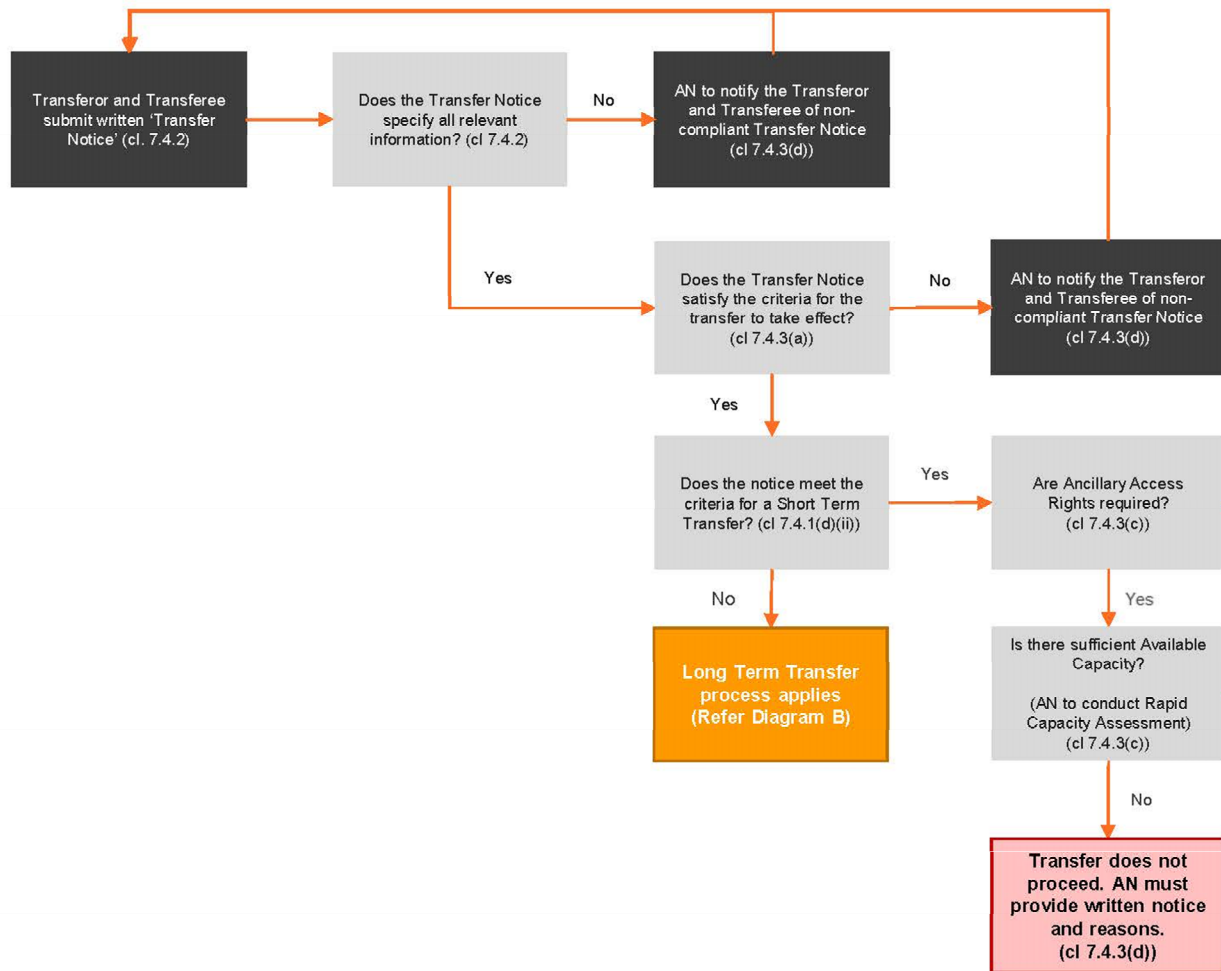 Transferor and Transferee
submit written 'Transfer
Notice' (cl. 7.4.2)
Does the Transfer Notice
specify all relevant
information? (cl 7.4.2)
No
AN to notify the Transferor
and Transferee of non-
compliant Transfer Notice
(cl 7.4.3(d))
Yes
Does the Transfer Notice
satisfy the criteria for the
transfer to take effect?
(cl 7.4.3(a))
No
AN to notify the Transferor
and Transferee of non-
compliant Transfer Notice
(cl 7.4.3(d))
Yes
Does the notice meet the
criteria for a Short Term
Transfer? (cl 7.4.1(d)(ii))
Yes
Are Ancillary Access
Rights required?
(cl 7.4.3(c))
No
Long Term Transfer
process applies
(Refer Diagram B)
Yes
Is there sufficient Available
Capacity?
(AN to conduct Rapid
Capacity Assessment)
(cl 7.4.3(c))
No
Transfer does not
proceed. AN must
provide written notice
and reasons.
(cl 7.4.3(d))